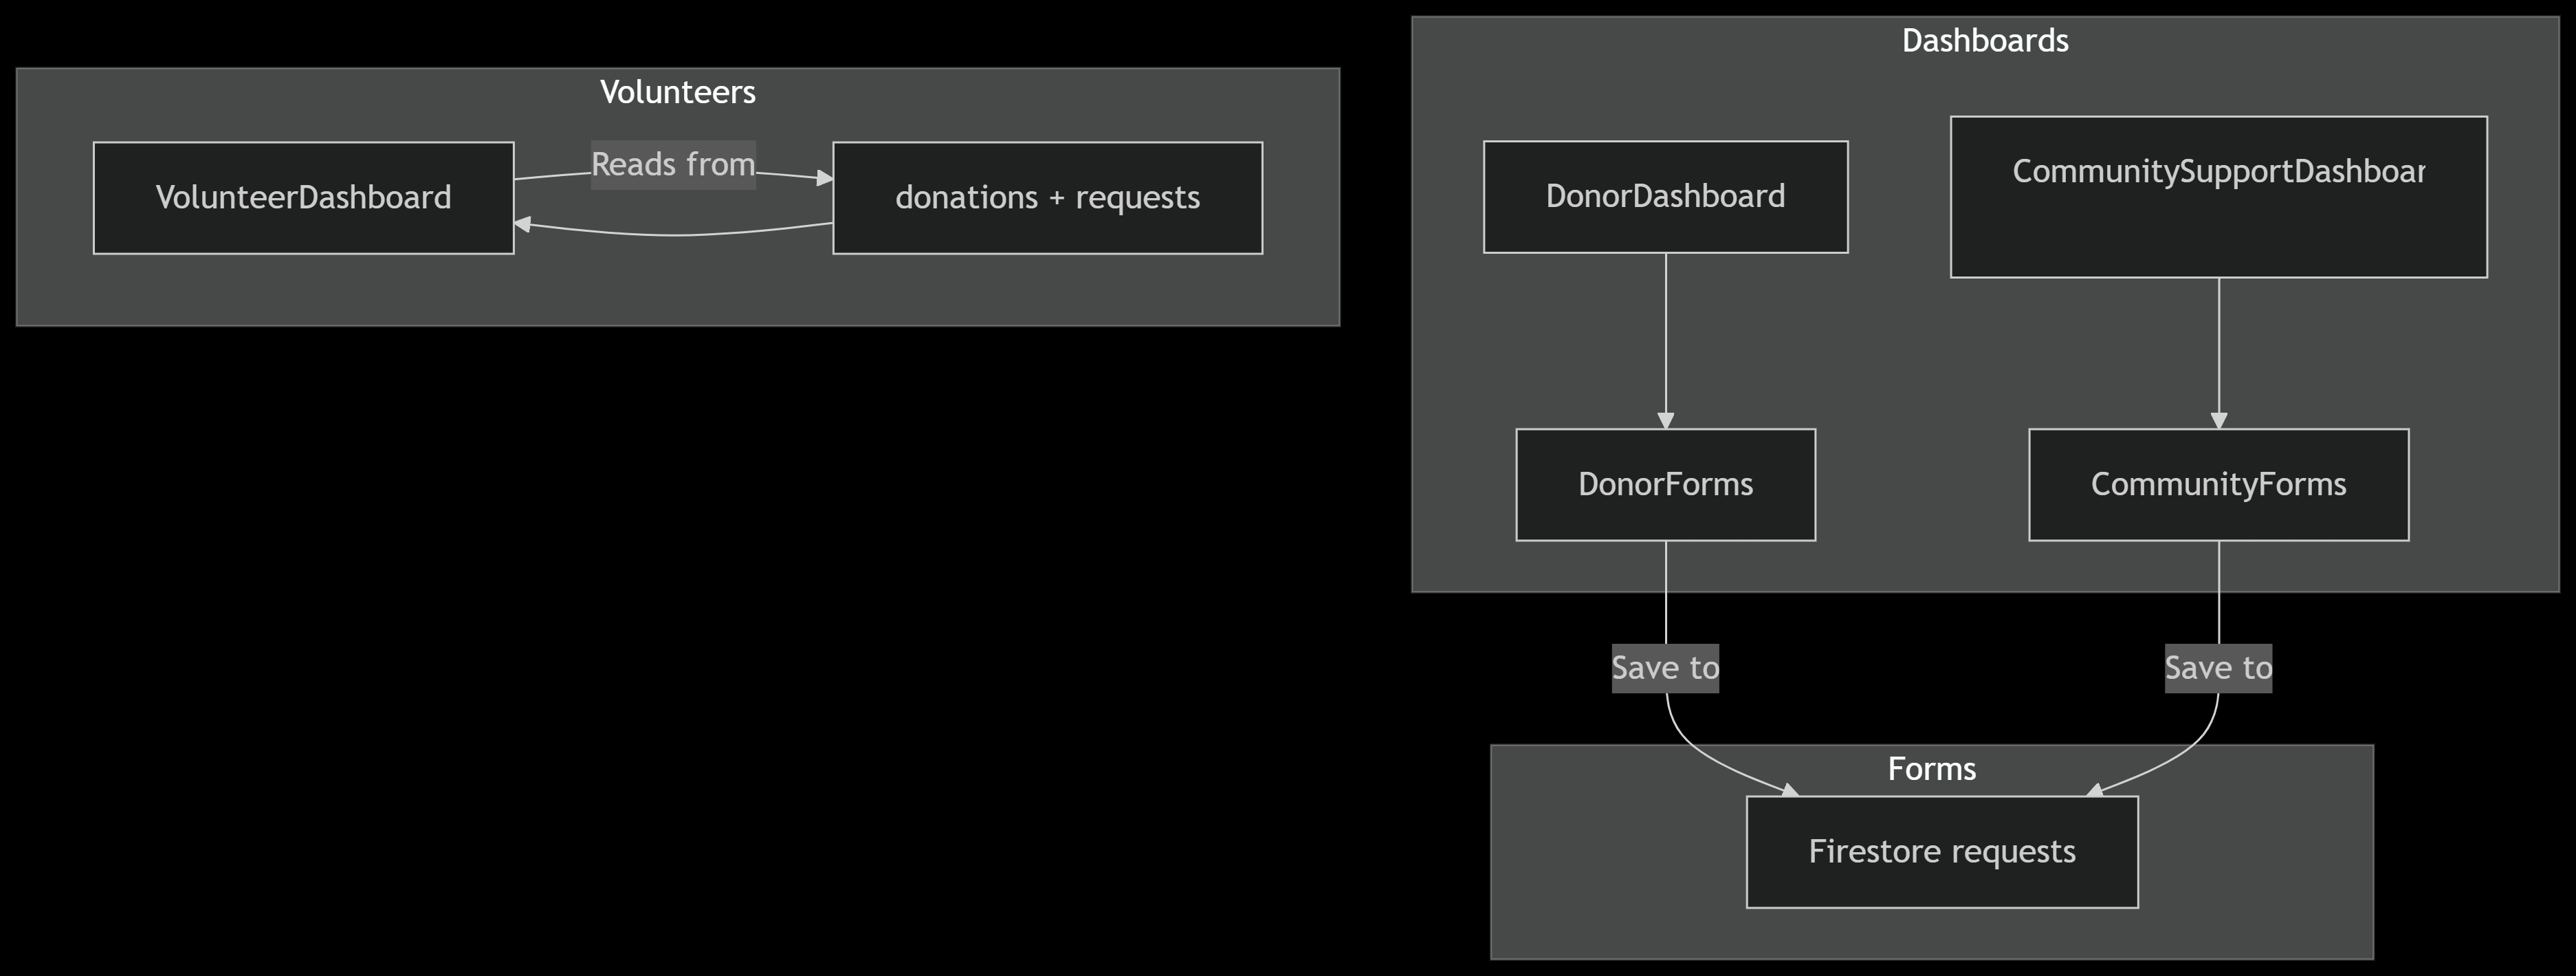 Volunteers
VolunteerDashboard
Reads from
donations + requests
Dashboards
DonorDashboard
CommunitySupportDashboar
DonorForms
CommunityForms
Save to
Save to
Forms
Firestore requests